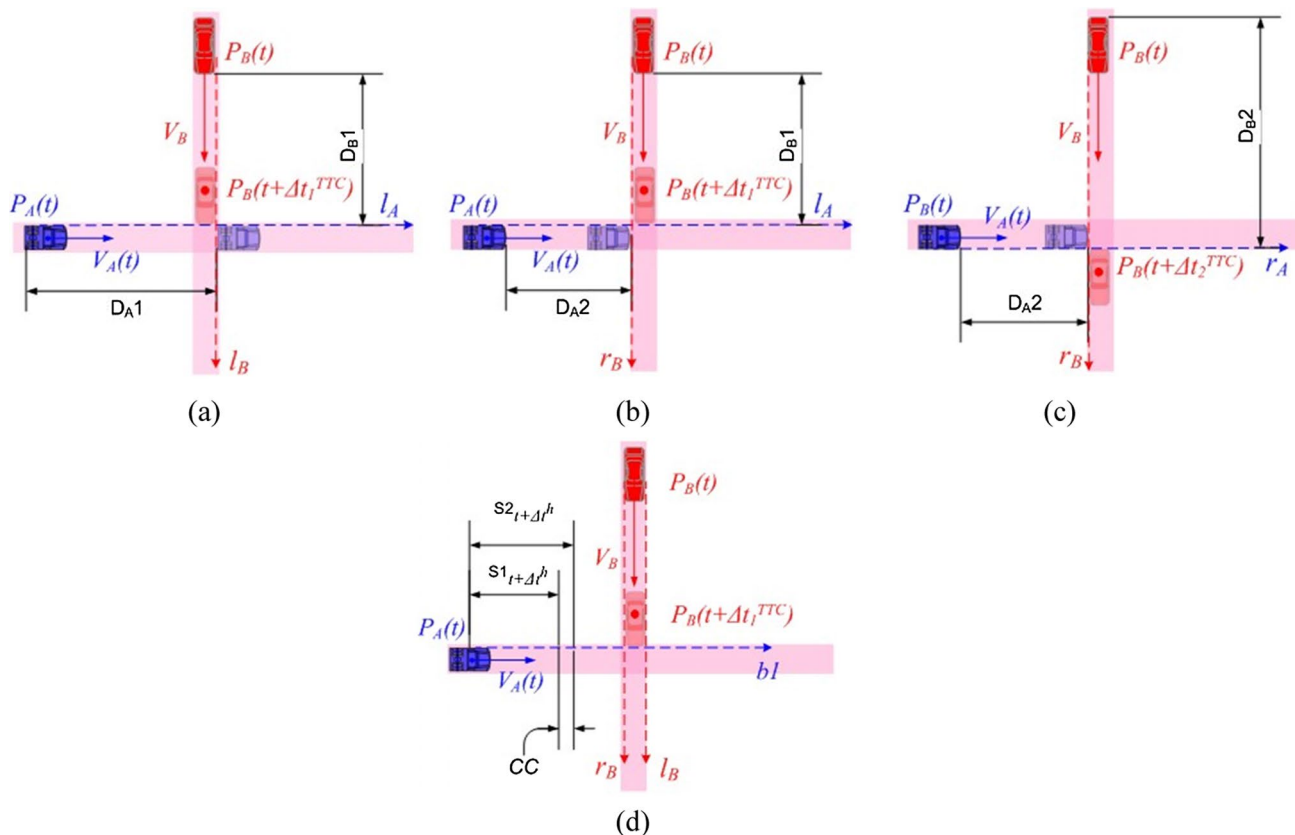 P_B(t)
V_B
D_B1
P_B(t+Δt_1^TTC)
l_A
P_A(t)
V_A(t)
D_A1
l_B
(a)
P_B(t)
V_B
D_B1
P_B(t+Δt_1^TTC)
l_A
P_A(t)
V_A(t)
D_A2
r_B
(b)
P_B(t)
V_B
D_B2
P_B(t)
V_A(t)
P_B(t+Δt_2^TTC)
r_A
D_A2
r_B
(c)
P_B(t)
S2_t+Δt^h
V_B
S1_t+Δt^h
P_B(t+Δt_1^TTC)
P_A(t)
V_A(t)
b1
CC
r_B
l_B
(d)